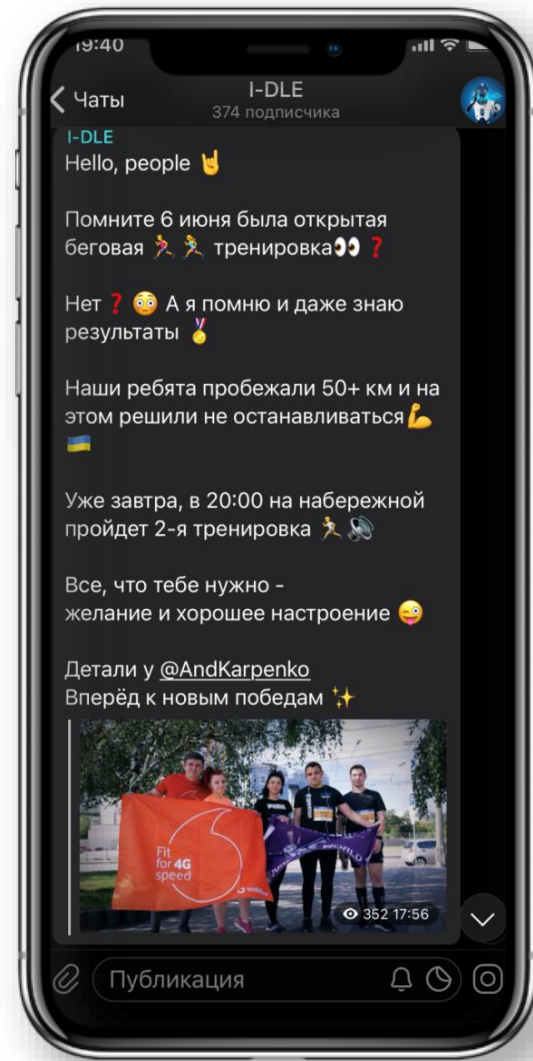 19:40
Чаты
I-DLE
374 подписчика
I-DLE
Hello, people 🤘
Помните 6 июня была открытая
беговая 🏃‍♀️🏃‍♀️ тренировка👀❓
Нет❓😳 А я помню и даже знаю
результаты 🏅
Наши ребята пробежали 50+ км и на
этом решили не останавливаться💪
🇺🇦
Уже завтра, в 20:00 на набережной
пройдет 2-я тренировка 🏃🔊
Все, что тебе нужно -
желание и хорошее настроение 😜
Детали у @AndKarpenko
Вперёд к новым победам ✨
Fit
for 4G
speed
WORLD
352 17:56
Публикация